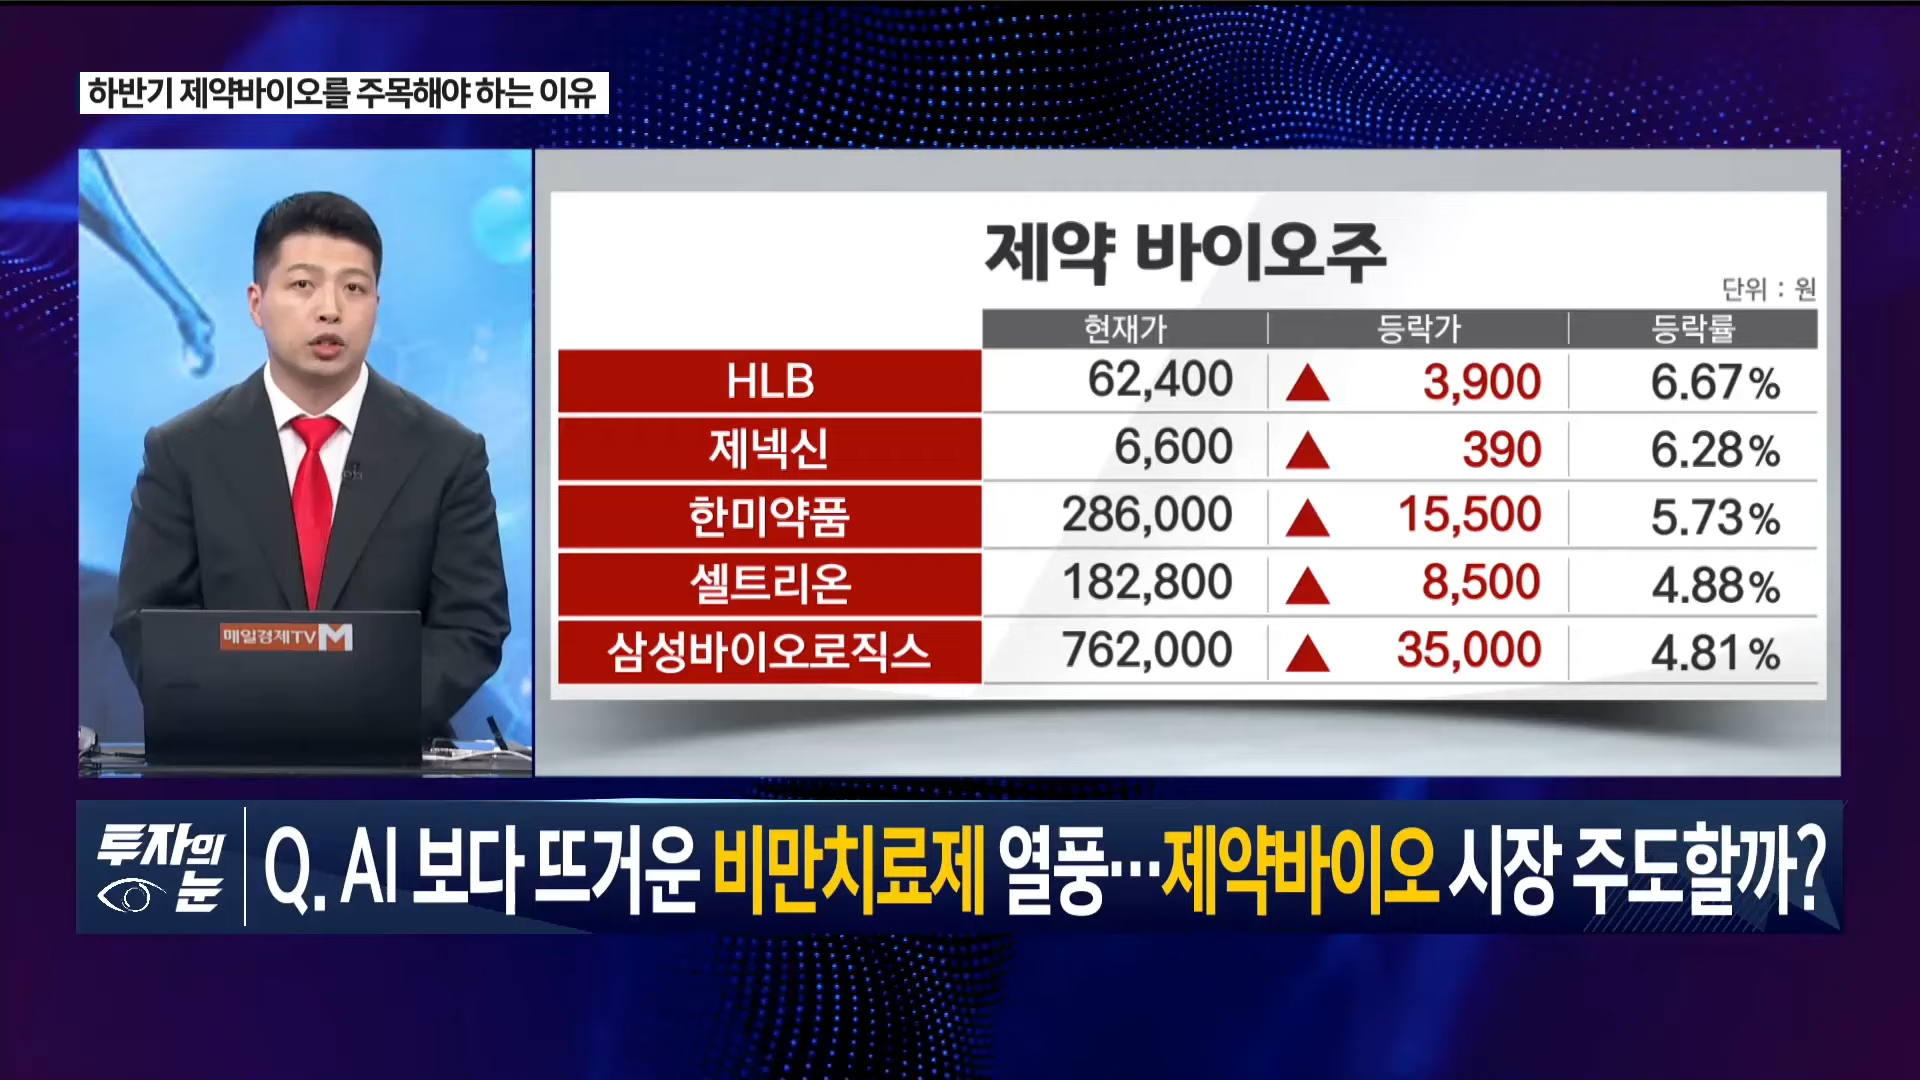 하반기 제약바이오를 주목해야 하는 이유
제약 바이오주
단위 : 원
현재가 등락가 등락률
HLB 62,400 ▲ 3,900 6.67%
제넥신 6,600 ▲ 390 6.28%
한미약품 286,000 ▲ 15,500 5.73%
셀트리온 182,800 ▲ 8,500 4.88%
삼성바이오로직스 762,000 ▲ 35,000 4.81%
매일경제TV M
투자의
눈
Q. AI 보다 뜨거운 비만치료제 열풍…제약바이오 시장 주도할까?